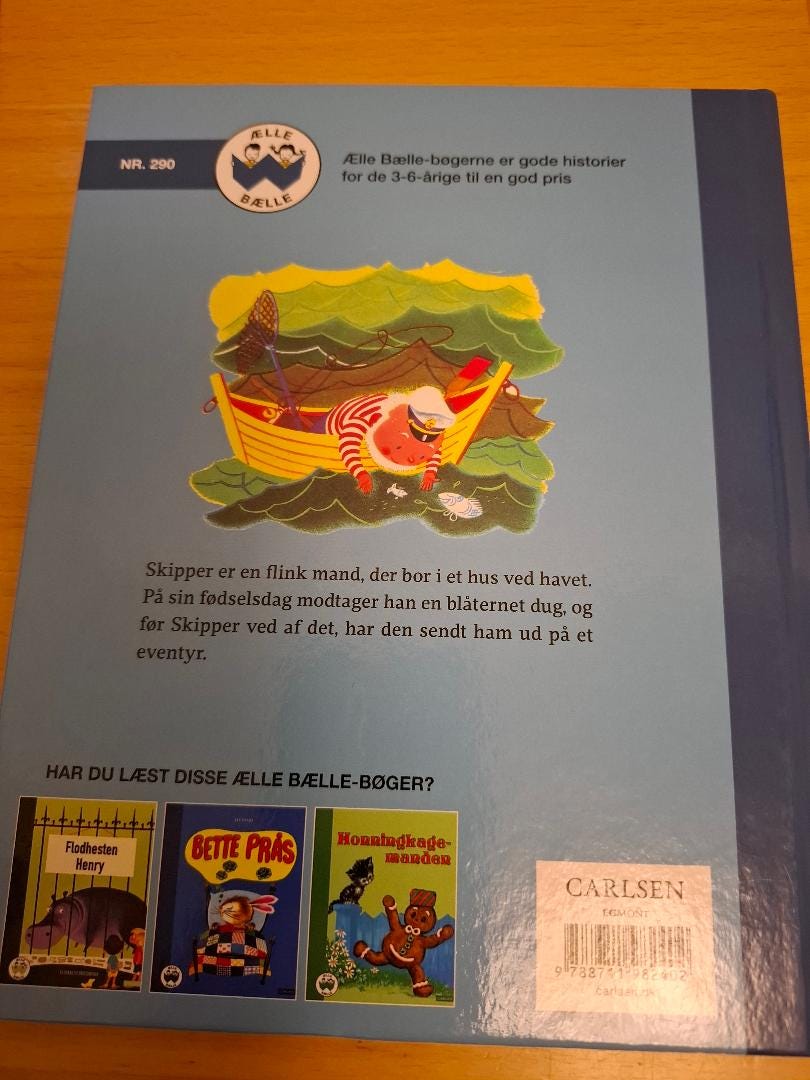 NR. 290
ÆLLE
BÆLLE
Ælle Bælle-bøgerne er gode historier
for de 3-6-årige til en god pris
Skipper er en flink mand, der bor i et hus ved havet.
På sin fødselsdag modtager han en blåternet dug, og
før Skipper ved af det, har den sendt ham ud på et
eventyr.
HAR DU LÆST DISSE ÆLLE BÆLLE-BØGER?
Flodhesten
Henry
BETTE PRÅS
Honningkage-
manden
CARLSEN
EGMONT
carlsen.dk